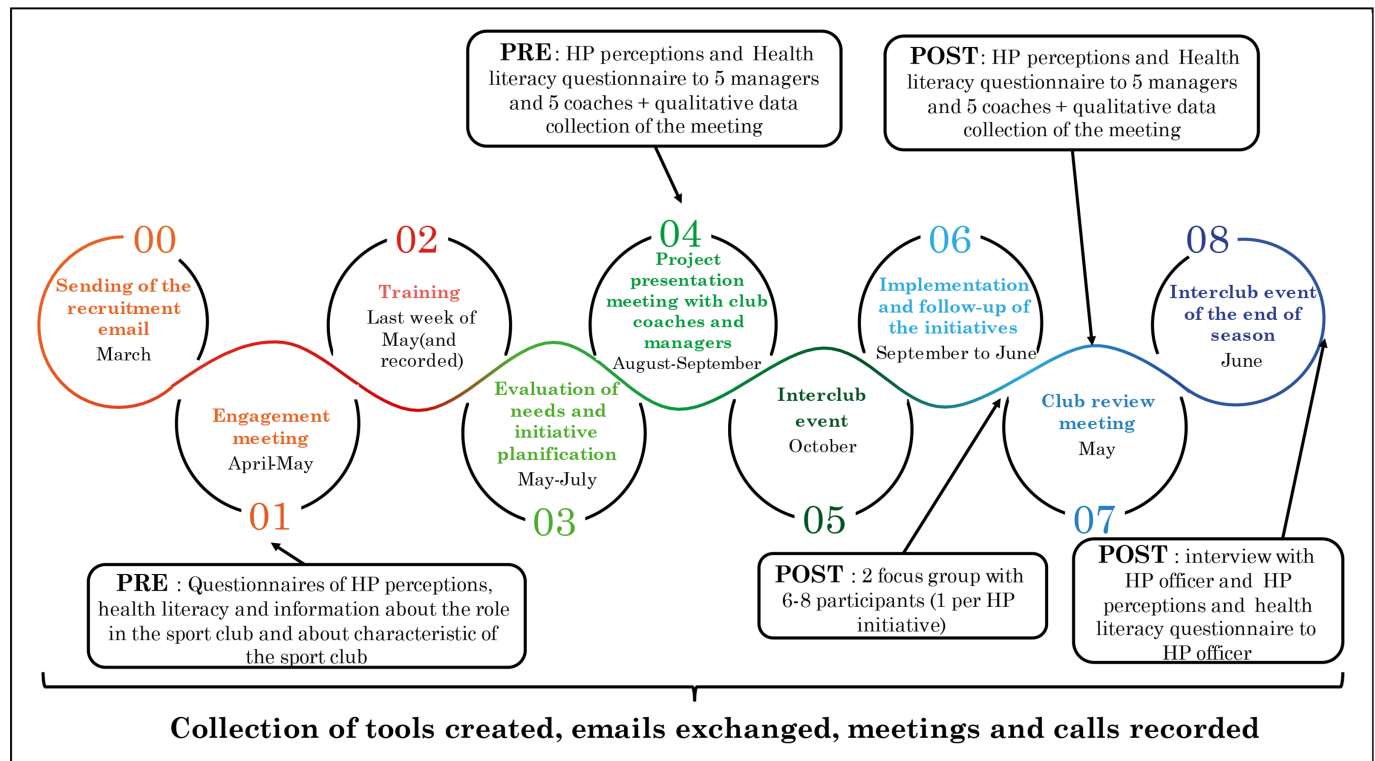 PRE : HP perceptions and Health
literacy questionnaire to 5 managers
and 5 coaches + qualitative data
collection of the meeting
POST : HP perceptions and Health
literacy questionnaire to 5 managers
and 5 coaches + qualitative data
collection of the meeting
00
Sending of the
recruitment
email
March
02
Training
Last week of
May(and
recorded)
04
Project
presentation
meeting with club
coaches and
managers
August-September
06
Implementation
and follow-up of
the initiatives
September to June
08
Interclub event
of the end of
season
June
Engagement
meeting
April-May
01
Evaluation of
needs and
initiative
planification
May-July
03
Interclub
event
October
05
Club review
meeting
May
07
PRE : Questionnaires of HP perceptions,
health literacy and information about the role
in the sport club and about characteristic of
the sport club
POST : 2 focus group with
6-8 participants (1 per HP
initiative)
POST : interview with
HP officer and HP
perceptions and health
literacy questionnaire to
HP officer
Collection of tools created, emails exchanged, meetings and calls recorded